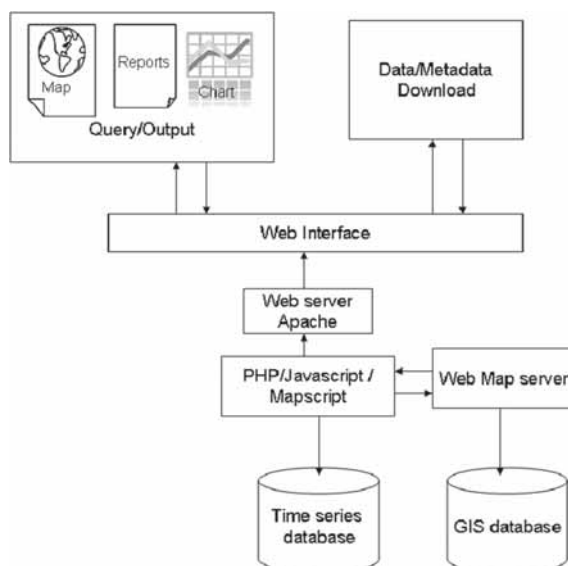 Map
Reports
Chart
Query/Output
Data/Metadata
Download
Web Interface
Web server
Apache
PHP/Javascript /
Mapscript
Web Map server
Time series
database
GIS database